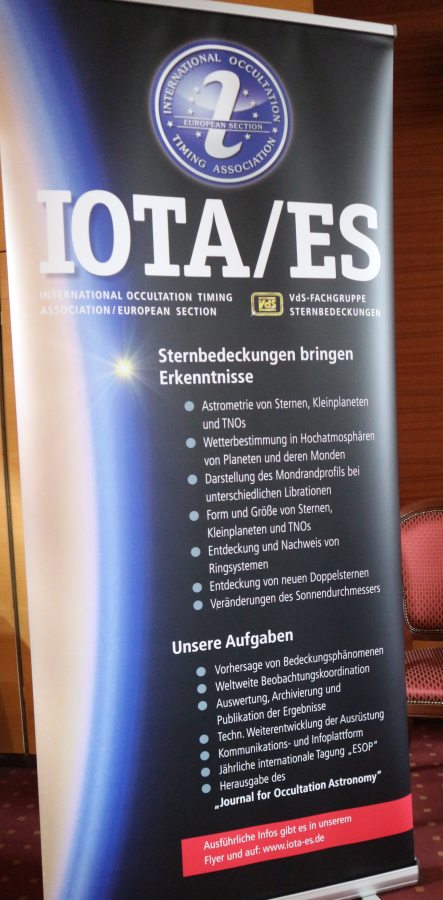 INTERNATIONAL OCCULTATION
EUROPEAN SECTION
TIMING ASSOCIATION
IOTA/ES
INTERNATIONAL OCCULTATION TIMING
ASSOCIATION/EUROPEAN SECTION
VdS
VdS-FACHGRUPPE
STERNBEDECKUNGEN
Sternbedeckungen bringen
Erkenntnisse
Astrometrie von Sternen, Kleinplaneten
und TNOs
Wetterbestimmung in Hochatmosphären
von Planeten und deren Monden
Darstellung des Mondrandprofils bei
unterschiedlichen Librationen
Form und Größe von Sternen,
Kleinplaneten und TNOs
Entdeckung und Nachweis von
Ringsystemen
Entdeckung von neuen Doppelsternen
Veränderungen des Sonnendurchmessers
Unsere Aufgaben
Vorhersage von Bedeckungsphänomenen
Weltweite Beobachtungskoordination
Auswertung, Archivierung und
Publikation der Ergebnisse
Techn. Weiterentwicklung der Ausrüstung
Kommunikations- und Infoplattform
Jährliche internationale Tagung „ESOP"
Herausgabe des
„Journal for Occultation Astronomy"
Ausführliche Infos gibt es in unserem
Flyer und auf: www.iota-es.de